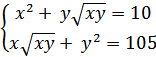 x² + y√xy = 10
x√xy + y² = 105